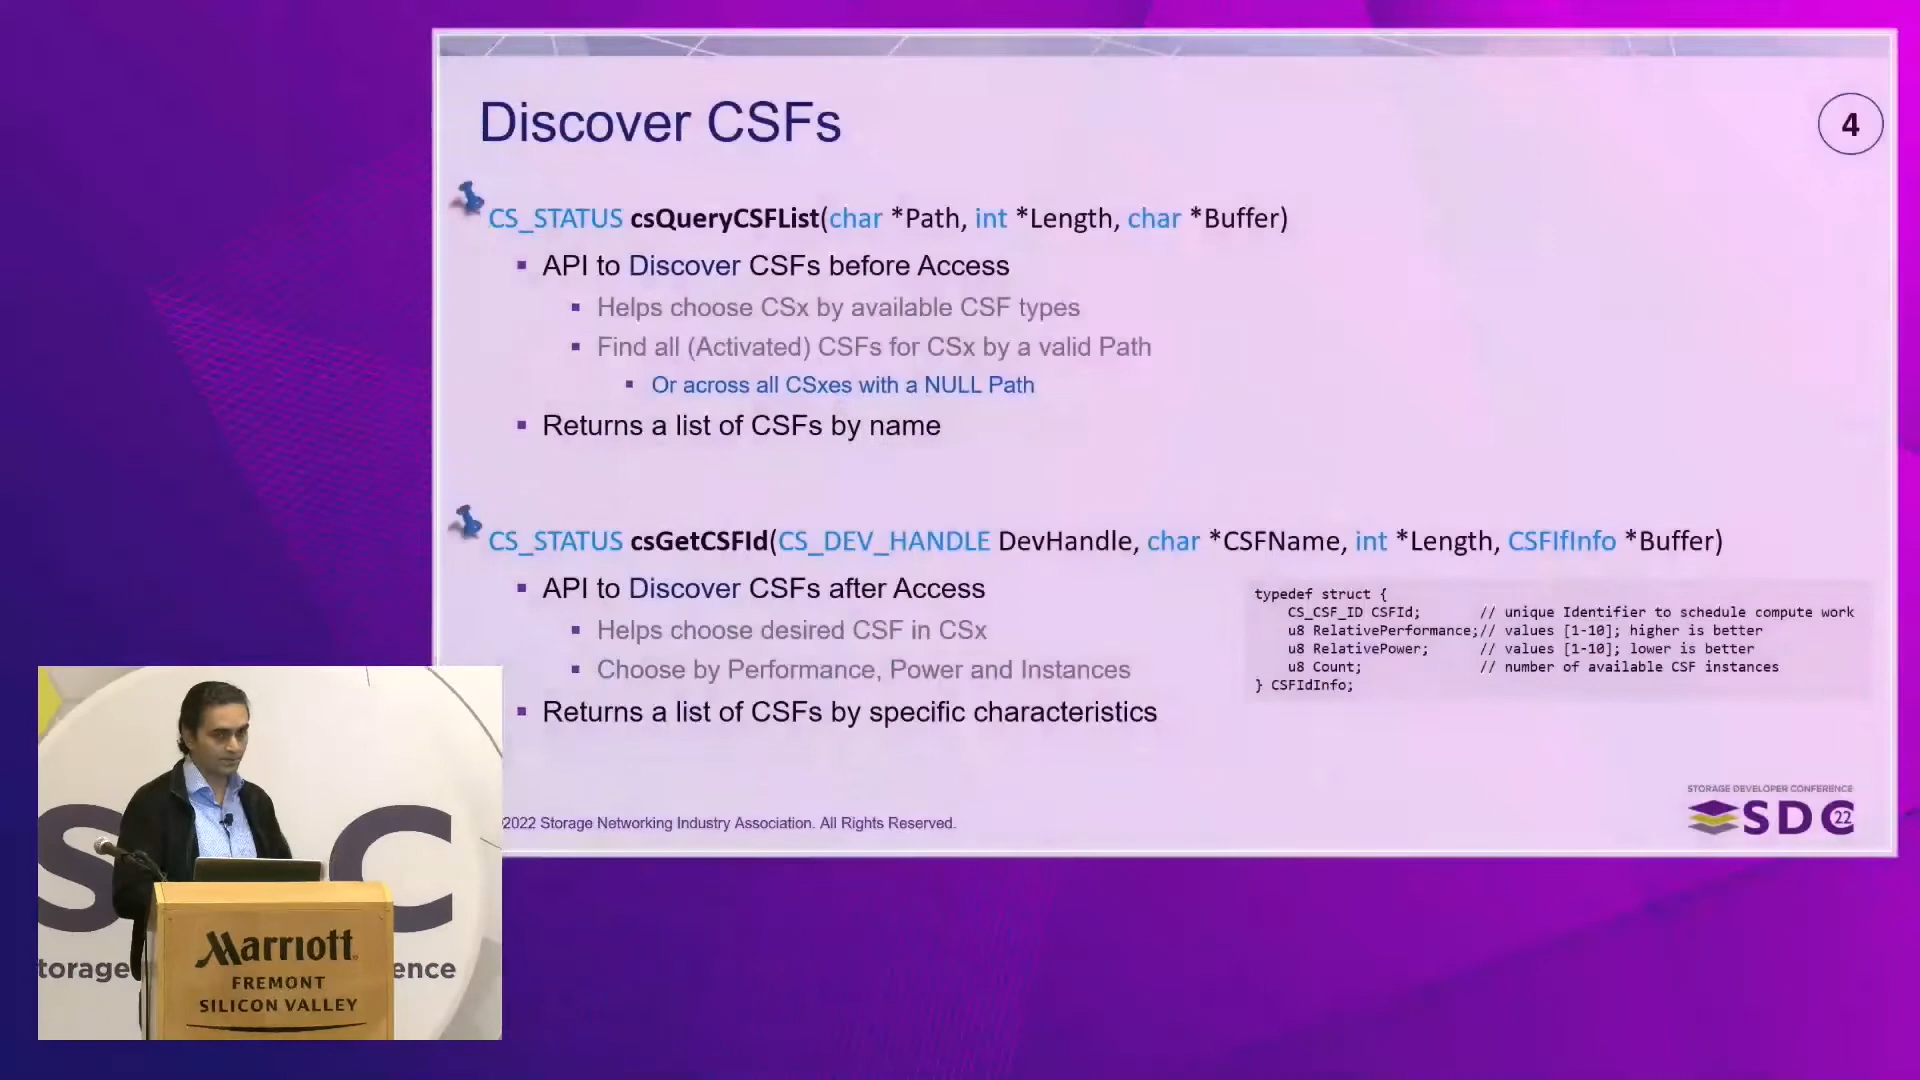 Discover CSFs
4
CS_STATUS csQueryCSFList(char *Path, int *Length, char *Buffer)
▪ API to Discover CSFs before Access
▪ Helps choose CSx by available CSF types
▪ Find all (Activated) CSFs for CSx by a valid Path
▪ Or across all CSxes with a NULL Path
▪ Returns a list of CSFs by name
CS_STATUS csGetCSFId(CS_DEV_HANDLE DevHandle, char *CSFName, int *Length, CSFIfInfo *Buffer)
▪ API to Discover CSFs after Access
▪ Helps choose desired CSF in CSx
▪ Choose by Performance, Power and Instances
▪ Returns a list of CSFs by specific characteristics
typedef struct {
CS_CSF_ID CSFId; // unique Identifier to schedule compute work
u8 RelativePerformance;// values [1-10]; higher is better
u8 RelativePower; // values [1-10]; lower is better
u8 Count; // number of available CSF instances
} CSFIdInfo;
2022 Storage Networking Industry Association. All Rights Reserved.
STORAGE DEVELOPER CONFERENCE
SDC 22
S C
torage ence
Marriott
FREMONT
SILICON VALLEY